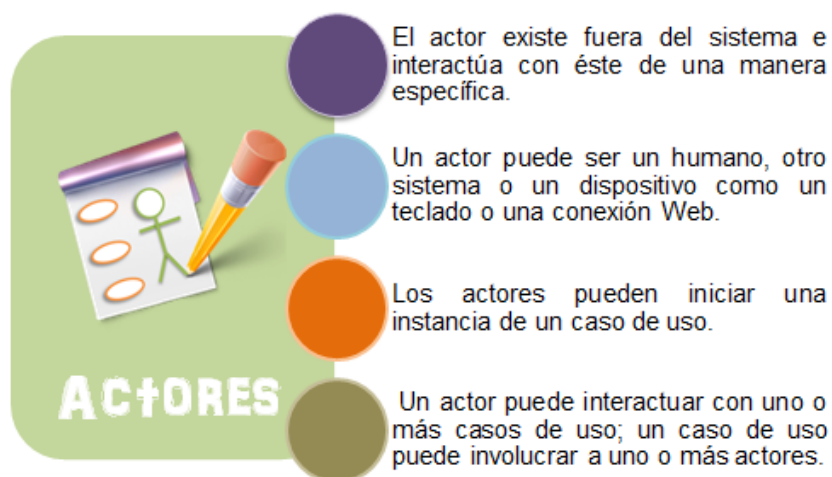 El actor existe fuera del sistema e
interactúa con éste de una manera
específica.
Un actor puede ser un humano, otro
sistema o un dispositivo como un
teclado o una conexión Web.
Los actores pueden iniciar una
instancia de un caso de uso.
Un actor puede interactuar con uno o
más casos de uso; un caso de uso
puede involucrar a uno o más actores.
ACTORES